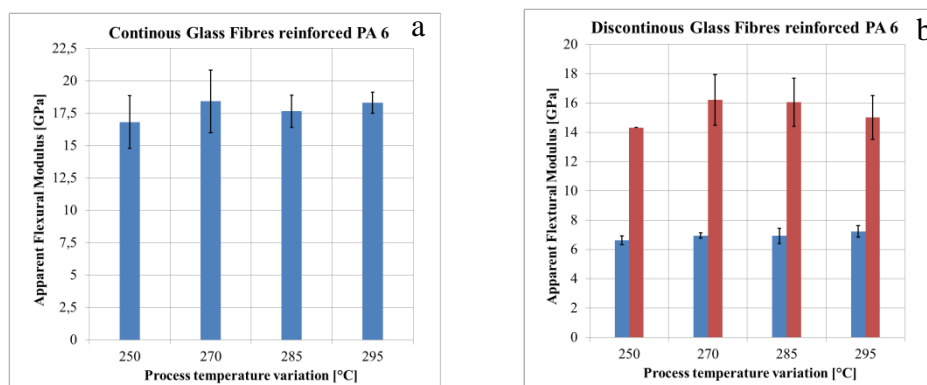 Continous Glass Fibres reinforced PA 6
a
Apparent Flexural Modulus [GPa]
22,5
20
17,5
15
12,5
10
7,5
5
2,5
0
250 270 285 295
Process temperature variation [°C]
Discontinous Glass Fibres reinforced PA 6
b
Apparent Flextural Modulus [GPa]
20
18
16
14
12
10
8
6
4
2
0
250 270 285 295
Process temperature variation [°C]